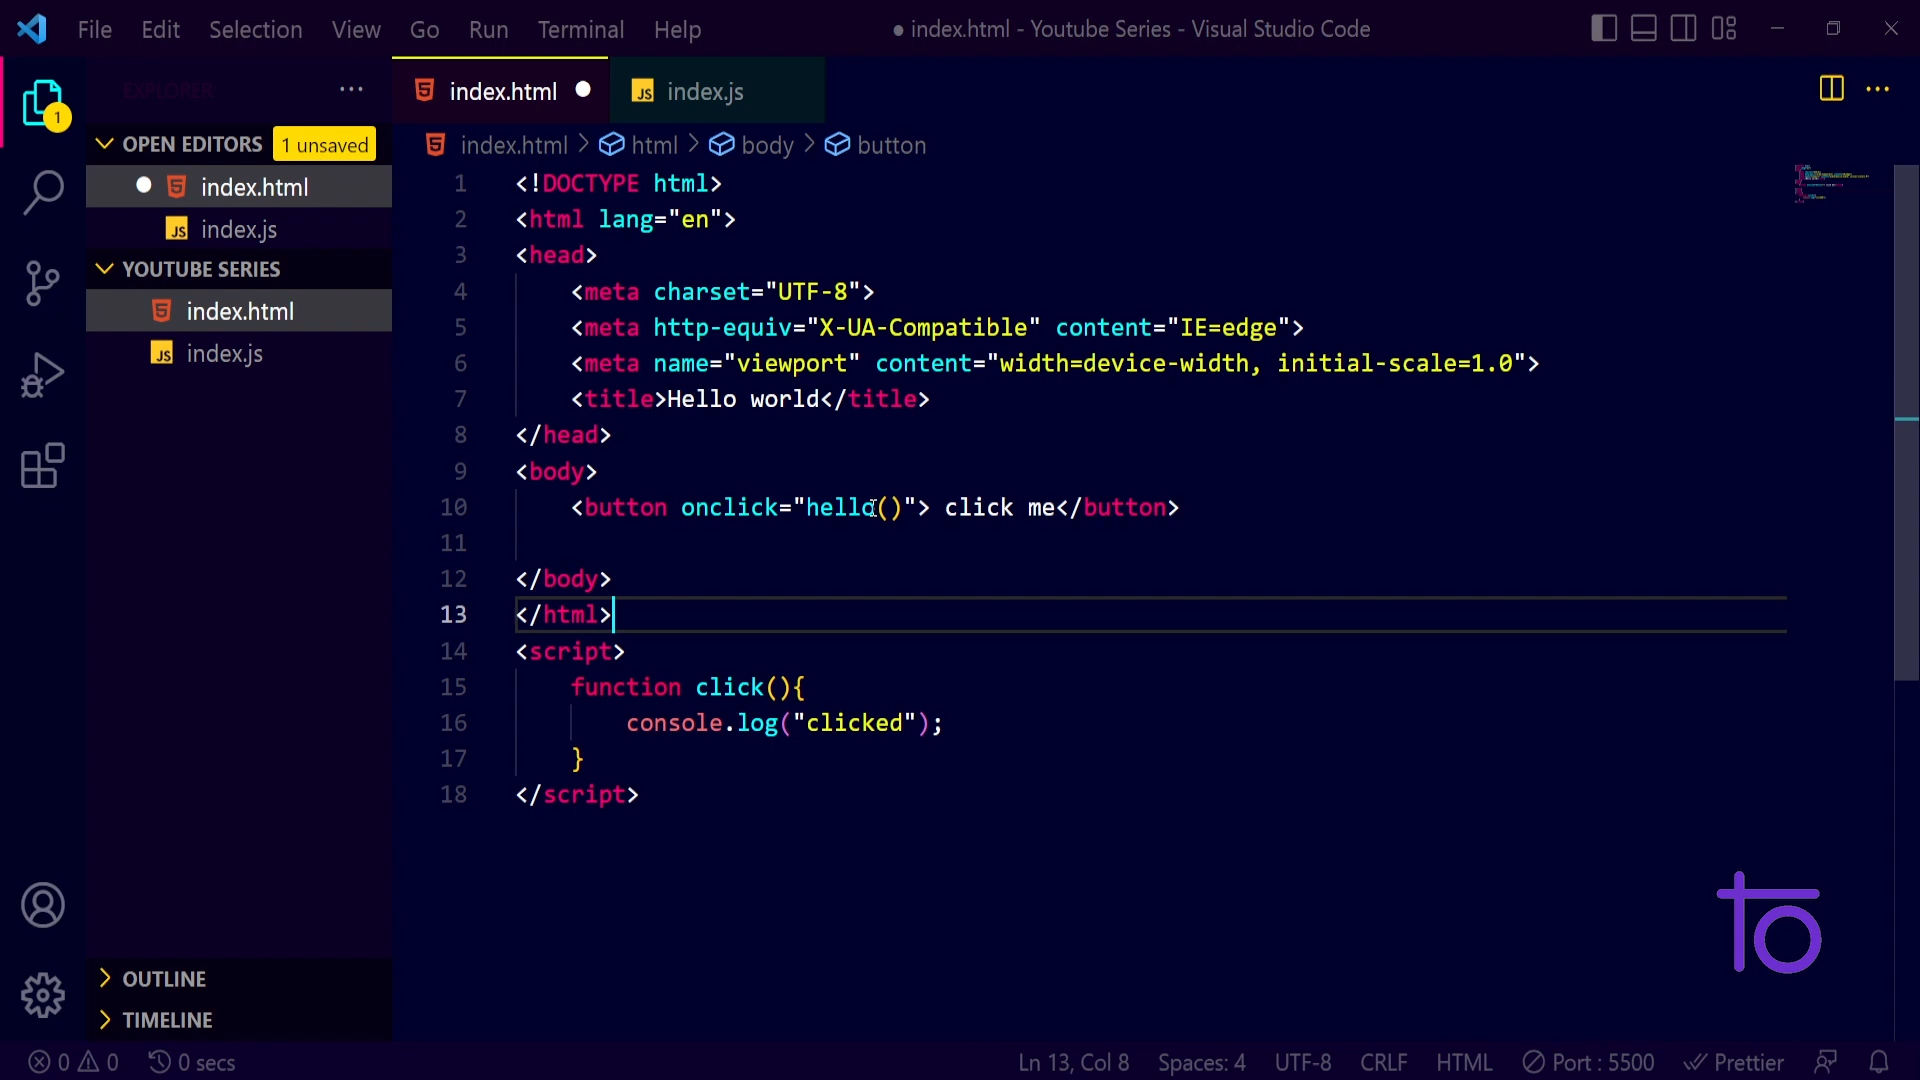 File Edit Selection View Go Run Terminal Help
● index.html - Youtube Series - Visual Studio Code
1
EXPLORER
index.html
index.js
OPEN EDITORS 1 unsaved
index.html
index.js
YOUTUBE SERIES
index.html
index.js
index.html > html > body > button
1 <!DOCTYPE html>
2 <html lang="en">
3 <head>
4 <meta charset="UTF-8">
5 <meta http-equiv="X-UA-Compatible" content="IE=edge">
6 <meta name="viewport" content="width=device-width, initial-scale=1.0">
7 <title>Hello world</title>
8 </head>
9 <body>
10 <button onclick="hello()"> click me</button>
11
12 </body>
13 </html>
14 <script>
15 function click(){
16 console.log("clicked");
17 }
18 </script>
OUTLINE
TIMELINE
to
0 0 0 secs
Ln 13, Col 8 Spaces: 4 UTF-8 CRLF HTML Port : 5500 Prettier